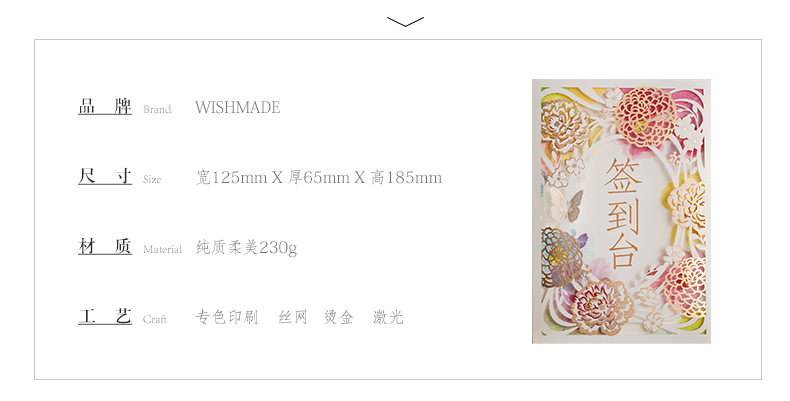 品 牌 Brand WISHMADE
尺 寸 Size 宽125mm X 厚65mm X 高185mm
材 质 Material 纯质柔美230g
工 艺 Craft 专色印刷 丝网 烫金 激光
签到台